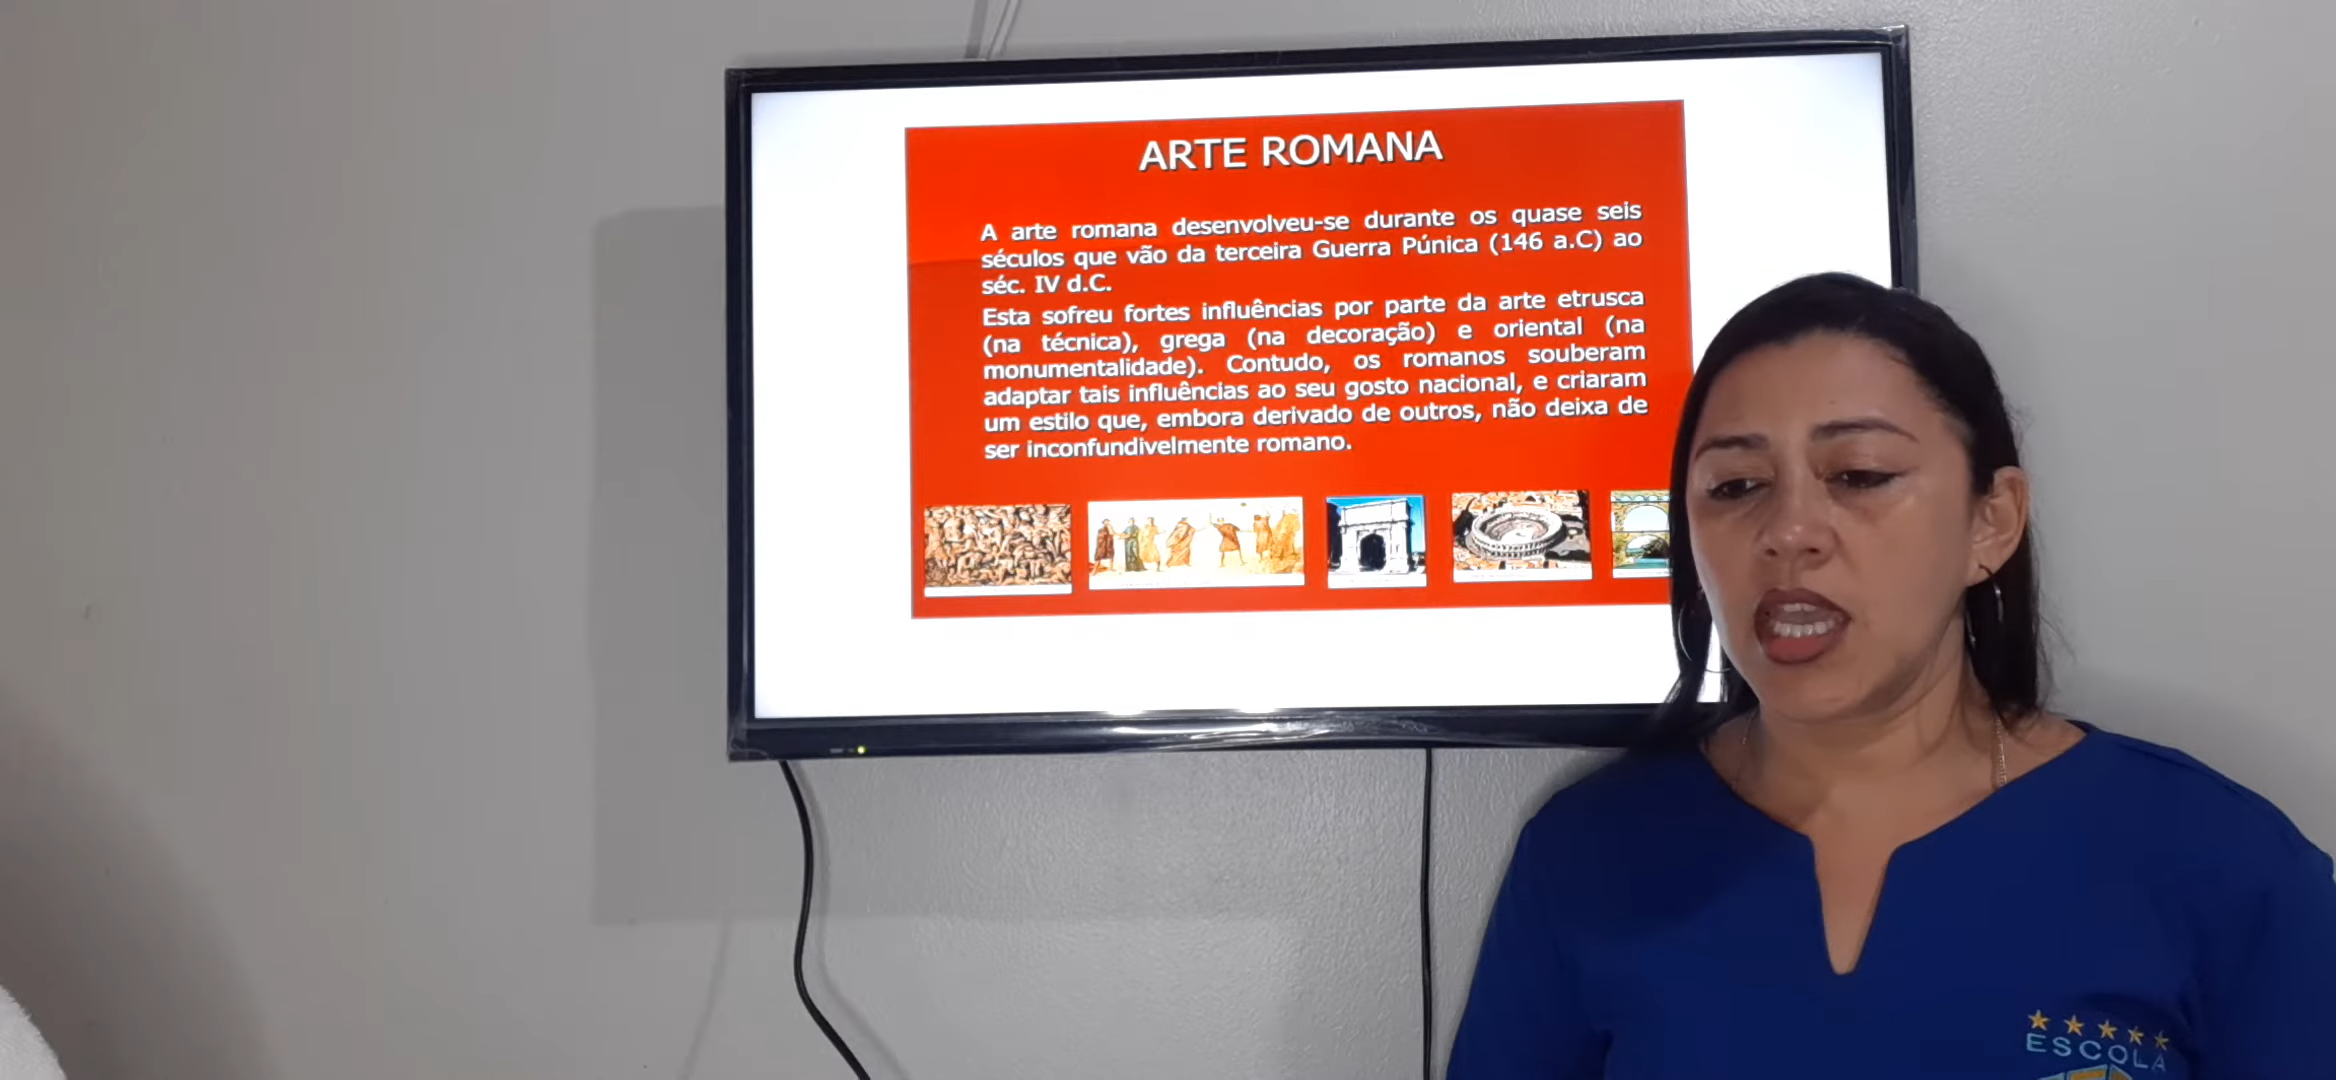 ARTE ROMANA
A arte romana desenvolveu-se durante os quase seis
séculos que vão da terceira Guerra Púnica (146 a.C) ao
séc. IV d.C.
Esta sofreu fortes influências por parte da arte etrusca
(na técnica), grega (na decoração) e oriental (na
monumentalidade). Contudo, os romanos souberam
adaptar tais influências ao seu gosto nacional, e criaram
um estilo que, embora derivado de outros, não deixa de
ser inconfundivelmente romano.
ESCOLA